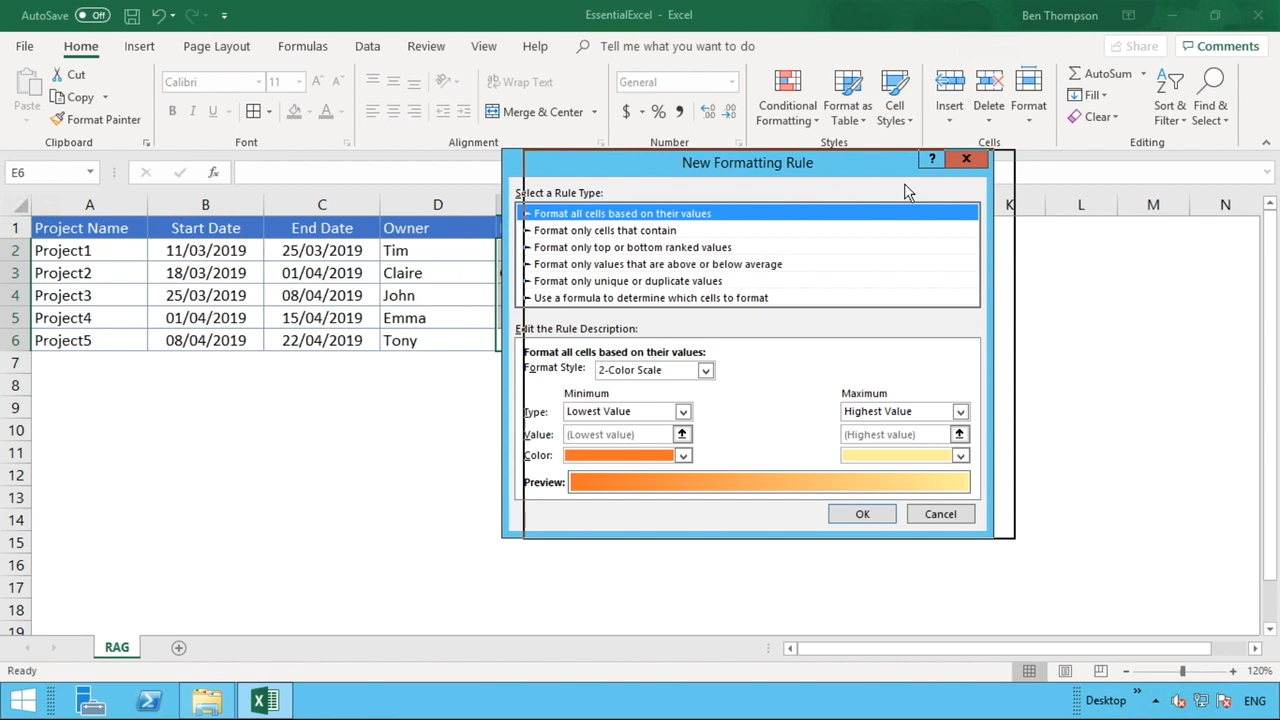 AutoSave Off EssentialExcel - Excel Ben Thompson
File Home Insert Page Layout Formulas Data Review View Help Tell me what you want to do Share Comments
Paste Cut Copy Format Painter
Calibri 11 B I U
Wrap Text Merge & Center
General $ % ,
Conditional Formatting Format as Table Cell Styles
Insert Delete Format
AutoSum Fill Clear Sort & Filter Find & Select
Clipboard Font Alignment Number Styles Cells Editing
E6 fx
A B C D K L M N
1 Project Name Start Date End Date Owner
2 Project1 11/03/2019 25/03/2019 Tim
3 Project2 18/03/2019 01/04/2019 Claire
4 Project3 25/03/2019 08/04/2019 John
5 Project4 01/04/2019 15/04/2019 Emma
6 Project5 08/04/2019 22/04/2019 Tony
7
8
9
10
11
12
13
14
15
16
17
18
19
New Formatting Rule ? X
Select a Rule Type:
► Format all cells based on their values
► Format only cells that contain
► Format only top or bottom ranked values
► Format only values that are above or below average
► Format only unique or duplicate values
► Use a formula to determine which cells to format
Edit the Rule Description:
Format all cells based on their values:
Format Style: 2-Color Scale
Minimum Maximum
Type: Lowest Value Highest Value
Value: (Lowest value) (Highest value)
Color:
Preview:
OK Cancel
RAG
Ready 120%
Desktop ENG